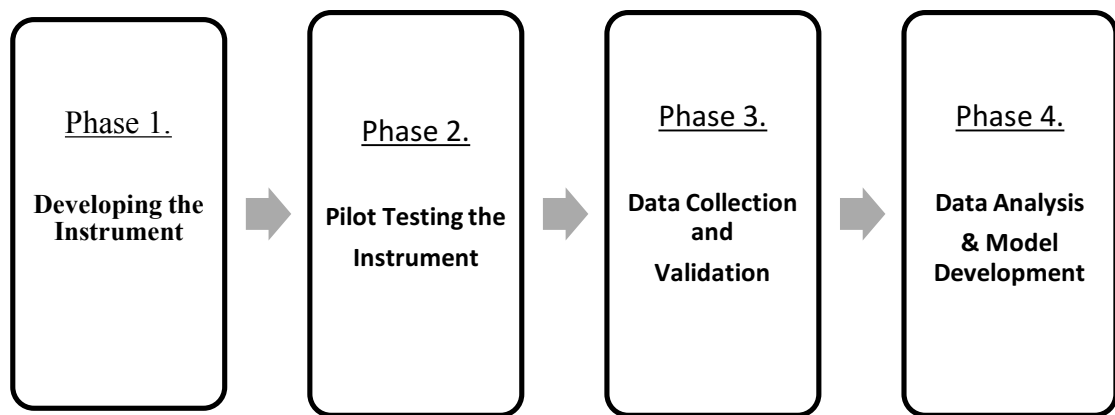 Phase 1.
Developing the
Instrument
Phase 2.
Pilot Testing the
Instrument
Phase 3.
Data Collection
and
Validation
Phase 4.
Data Analysis
& Model
Development